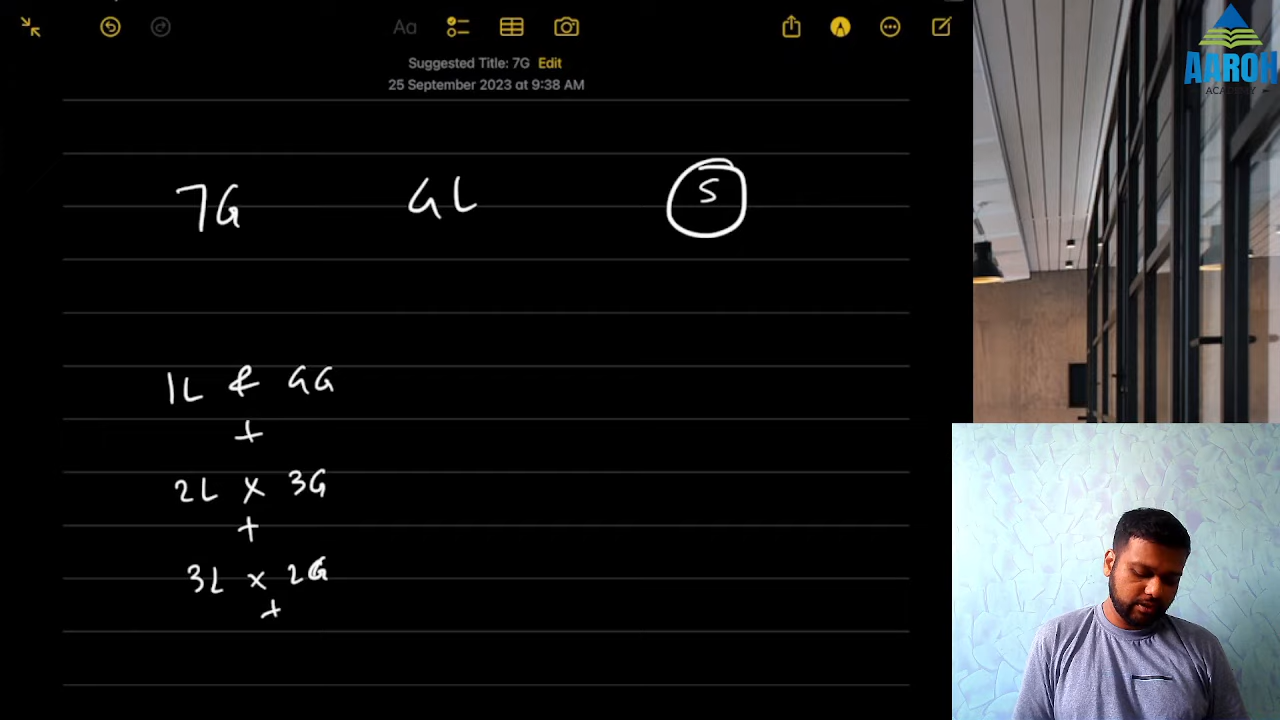 Aa
Suggested Title: 7G Edit
25 September 2023 at 9:38 AM
7G 4L 5
1L & 4G
+
2L x 3G
+
3L x 2G
+
AAROH
ACADEMY